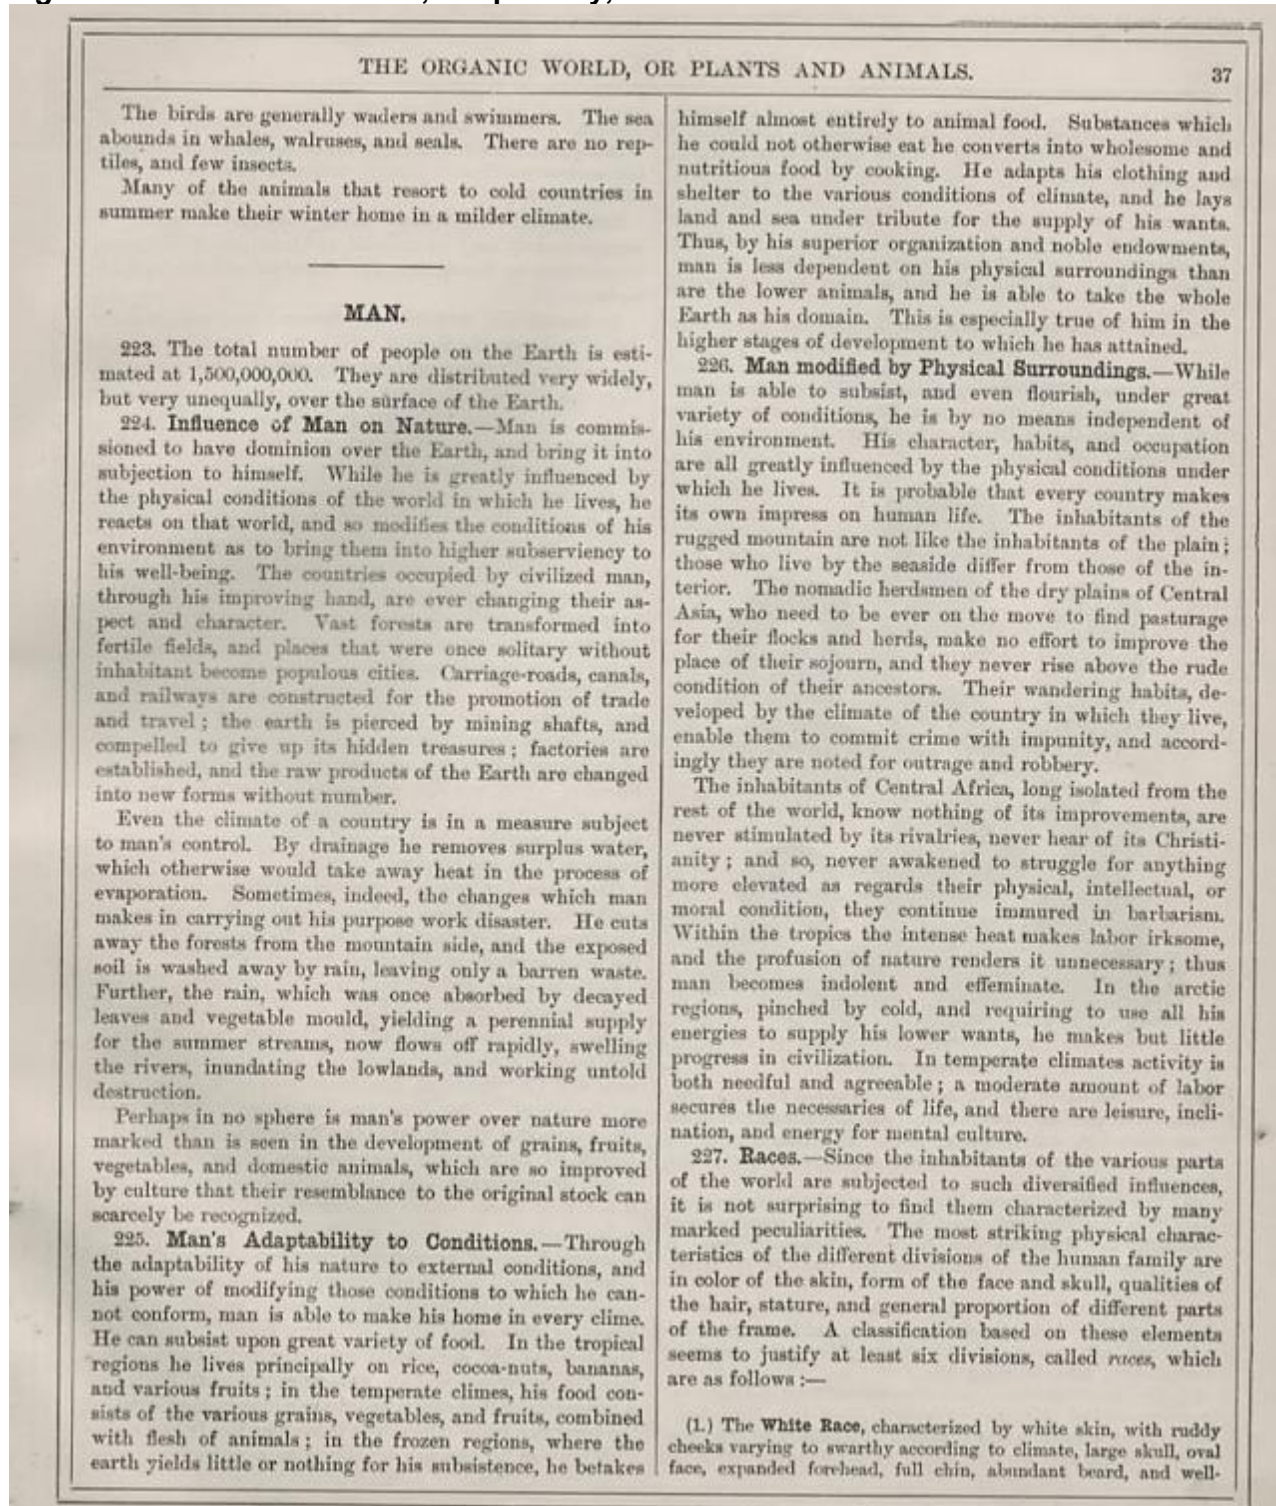 THE ORGANIC WORLD, OR PLANTS AND ANIMALS.
37
The birds are generally waders and swimmers. The sea
abounds in whales, walruses, and seals. There are no rep-
tiles, and few insects.
Many of the animals that resort to cold countries in
summer make their winter home in a milder climate.
MAN.
223. The total number of people on the Earth is esti-
mated at 1,500,000,000. They are distributed very widely,
but very unequally, over the surface of the Earth.
224. Influence of Man on Nature.—Man is commis-
sioned to have dominion over the Earth, and bring it into
subjection to himself. While he is greatly influenced by
the physical conditions of the world in which he lives, he
reacts on that world, and so modifies the conditions of his
environment as to bring them into higher subserviency to
his well-being. The countries occupied by civilized man,
through his improving hand, are ever changing their as-
pect and character. Vast forests are transformed into
fertile fields, and places that were once solitary without
inhabitant become populous cities. Carriage-roads, canals,
and railways are constructed for the promotion of trade
and travel; the earth is pierced by mining shafts, and
compelled to give up its hidden treasures; factories are
established, and the raw products of the Earth are changed
into new forms without number.
Even the climate of a country is in a measure subject
to man's control. By drainage he removes surplus water,
which otherwise would take away heat in the process of
evaporation. Sometimes, indeed, the changes which man
makes in carrying out his purpose work disaster. He cuts
away the forests from the mountain side, and the exposed
soil is washed away by rain, leaving only a barren waste.
Further, the rain, which was once absorbed by decayed
leaves and vegetable mould, yielding a perennial supply
for the summer streams, now flows off rapidly, swelling
the rivers, inundating the lowlands, and working untold
destruction.
Perhaps in no sphere is man's power over nature more
marked than is seen in the development of grains, fruits,
vegetables, and domestic animals, which are so improved
by culture that their resemblance to the original stock can
scarcely be recognized.
225. Man's Adaptability to Conditions.—Through
the adaptability of his nature to external conditions, and
his power of modifying those conditions to which he can-
not conform, man is able to make his home in every clime.
He can subsist upon great variety of food. In the tropical
regions he lives principally on rice, cocoa-nuts, bananas,
and various fruits; in the temperate climes, his food con-
sists of the various grains, vegetables, and fruits, combined
with flesh of animals; in the frozen regions, where the
earth yields little or nothing for his subsistence, he betakes
himself almost entirely to animal food. Substances which
he could not otherwise eat he converts into wholesome and
nutritious food by cooking. He adapts his clothing and
shelter to the various conditions of climate, and he lays
land and sea under tribute for the supply of his wants.
Thus, by his superior organization and noble endowments,
man is less dependent on his physical surroundings than
are the lower animals, and he is able to take the whole
Earth as his domain. This is especially true of him in the
higher stages of development to which he has attained.
226. Man modified by Physical Surroundings.—While
man is able to subsist, and even flourish, under great
variety of conditions, he is by no means independent of
his environment. His character, habits, and occupation
are all greatly influenced by the physical conditions under
which he lives. It is probable that every country makes
its own impress on human life. The inhabitants of the
rugged mountain are not like the inhabitants of the plain;
those who live by the seaside differ from those of the in-
terior. The nomadic herdsmen of the dry plains of Central
Asia, who need to be ever on the move to find pasturage
for their flocks and herds, make no effort to improve the
place of their sojourn, and they never rise above the rude
condition of their ancestors. Their wandering habits, de-
veloped by the climate of the country in which they live,
enable them to commit crime with impunity, and accord-
ingly they are noted for outrage and robbery.
The inhabitants of Central Africa, long isolated from the
rest of the world, know nothing of its improvements, are
never stimulated by its rivalries, never hear of its Christi-
anity; and so, never awakened to struggle for anything
more elevated as regards their physical, intellectual, or
moral condition, they continue immured in barbarism.
Within the tropics the intense heat makes labor irksome,
and the profusion of nature renders it unnecessary; thus
man becomes indolent and effeminate. In the arctic
regions, pinched by cold, and requiring to use all his
energies to supply his lower wants, he makes but little
progress in civilization. In temperate climates activity is
both needful and agreeable; a moderate amount of labor
secures the necessaries of life, and there are leisure, incli-
nation, and energy for mental culture.
227. Races.—Since the inhabitants of the various parts
of the world are subjected to such diversified influences,
it is not surprising to find them characterized by many
marked peculiarities. The most striking physical charac-
teristics of the different divisions of the human family are
in color of the skin, form of the face and skull, qualities of
the hair, stature, and general proportion of different parts
of the frame. A classification based on these elements
seems to justify at least six divisions, called races, which
are as follows:—
(1.) The White Race, characterized by white skin, with ruddy
cheeks varying to swarthy according to climate, large skull, oval
face, expanded forehead, full chin, abundant beard, and well-